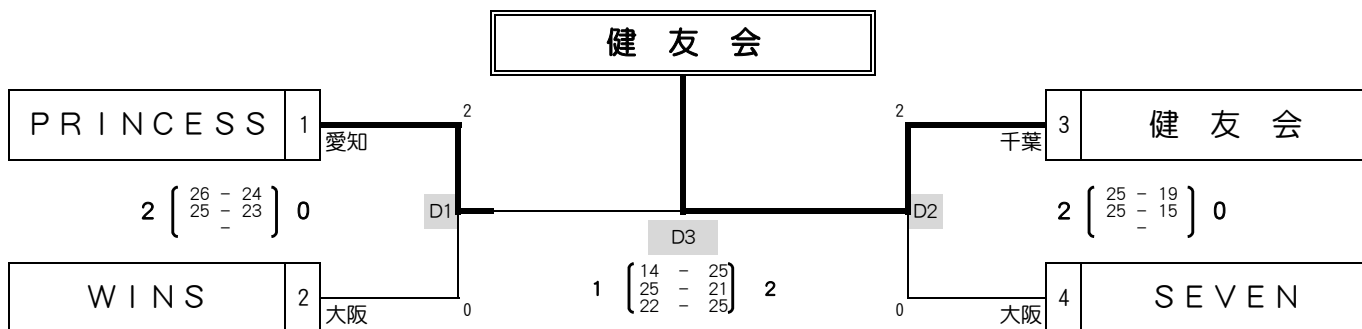 健 友 会
PRINCESS 1 愛知 2
2 千葉 3 健 友 会
2 26 - 24 0
25 - 23
-
D1
D2
2 25 - 19 0
25 - 15
-
D3
1 14 - 25 2
25 - 21
22 - 25
WINS 2 大阪 0
0 大阪 4 SEVEN